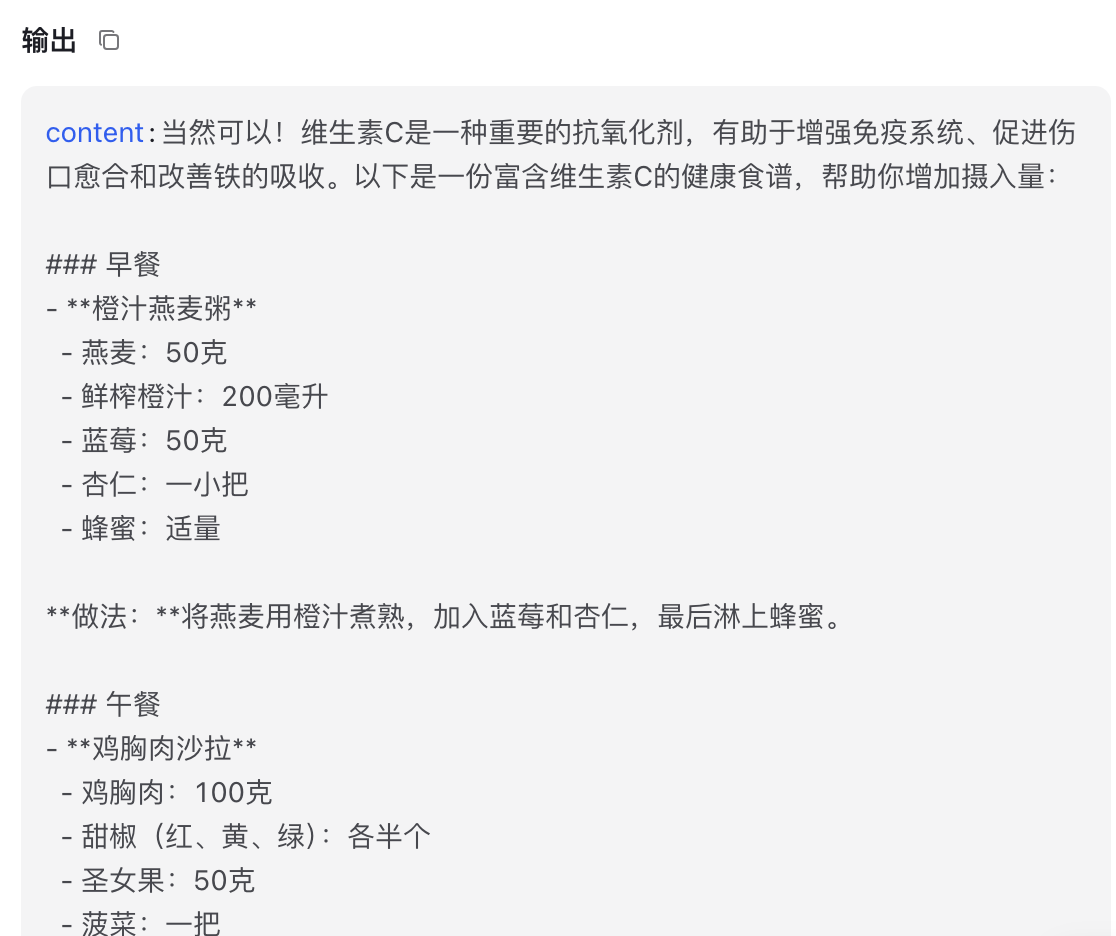 输出
content:当然可以！维生素C是一种重要的抗氧化剂，有助于增强免疫系统、促进伤
口愈合和改善铁的吸收。以下是一份富含维生素C的健康食谱，帮助你增加摄入量：
### 早餐
- **橙汁燕麦粥**
- 燕麦：50克
- 鲜榨橙汁：200毫升
- 蓝莓：50克
- 杏仁：一小把
- 蜂蜜：适量
**做法：**将燕麦用橙汁煮熟，加入蓝莓和杏仁，最后淋上蜂蜜。
### 午餐
- **鸡胸肉沙拉**
- 鸡胸肉：100克
- 甜椒（红、黄、绿）：各半个
- 圣女果：50克
- 菠菜：一把